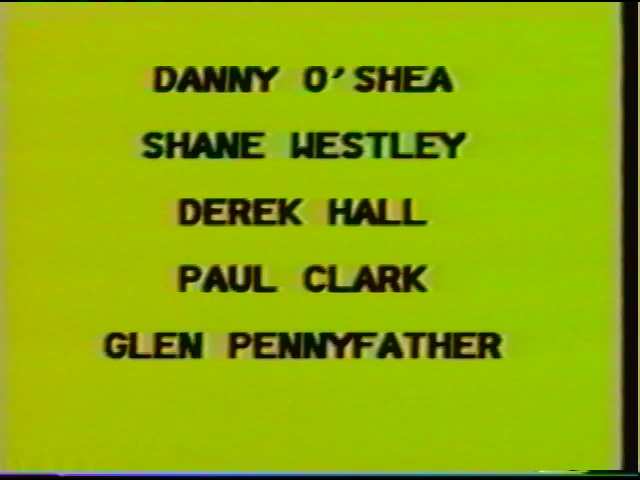 DANNY O'SHEA
SHANE WESTLEY
DEREK HALL
PAUL CLARK
GLEN PENNYFATHER